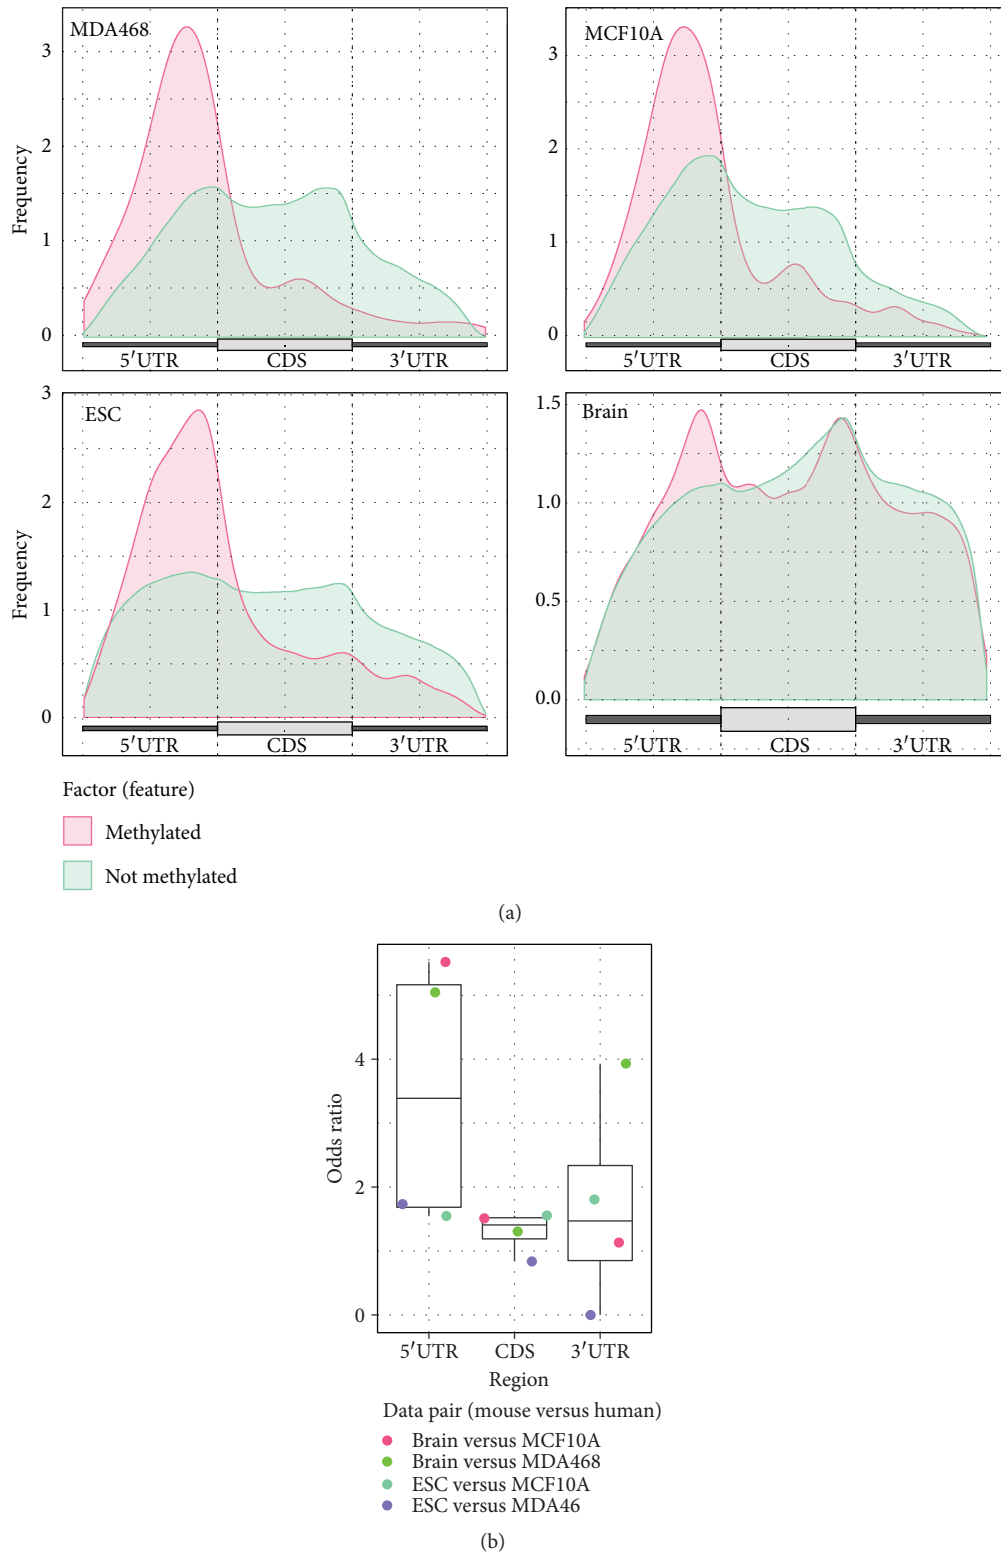 MDA468
MCF10A
Frequency
3
2
1
0
3
2
1
0
5′UTR CDS 3′UTR
5′UTR CDS 3′UTR
ESC
Brain
Frequency
3
2
1
0
1.5
1.0
0.5
0.0
5′UTR CDS 3′UTR
5′UTR CDS 3′UTR
Factor (feature)
Methylated
Not methylated
(a)
Odds ratio
4
2
0
5′UTR CDS 3′UTR
Region
Data pair (mouse versus human)
Brain versus MCF10A
Brain versus MDA468
ESC versus MCF10A
ESC versus MDA46
(b)